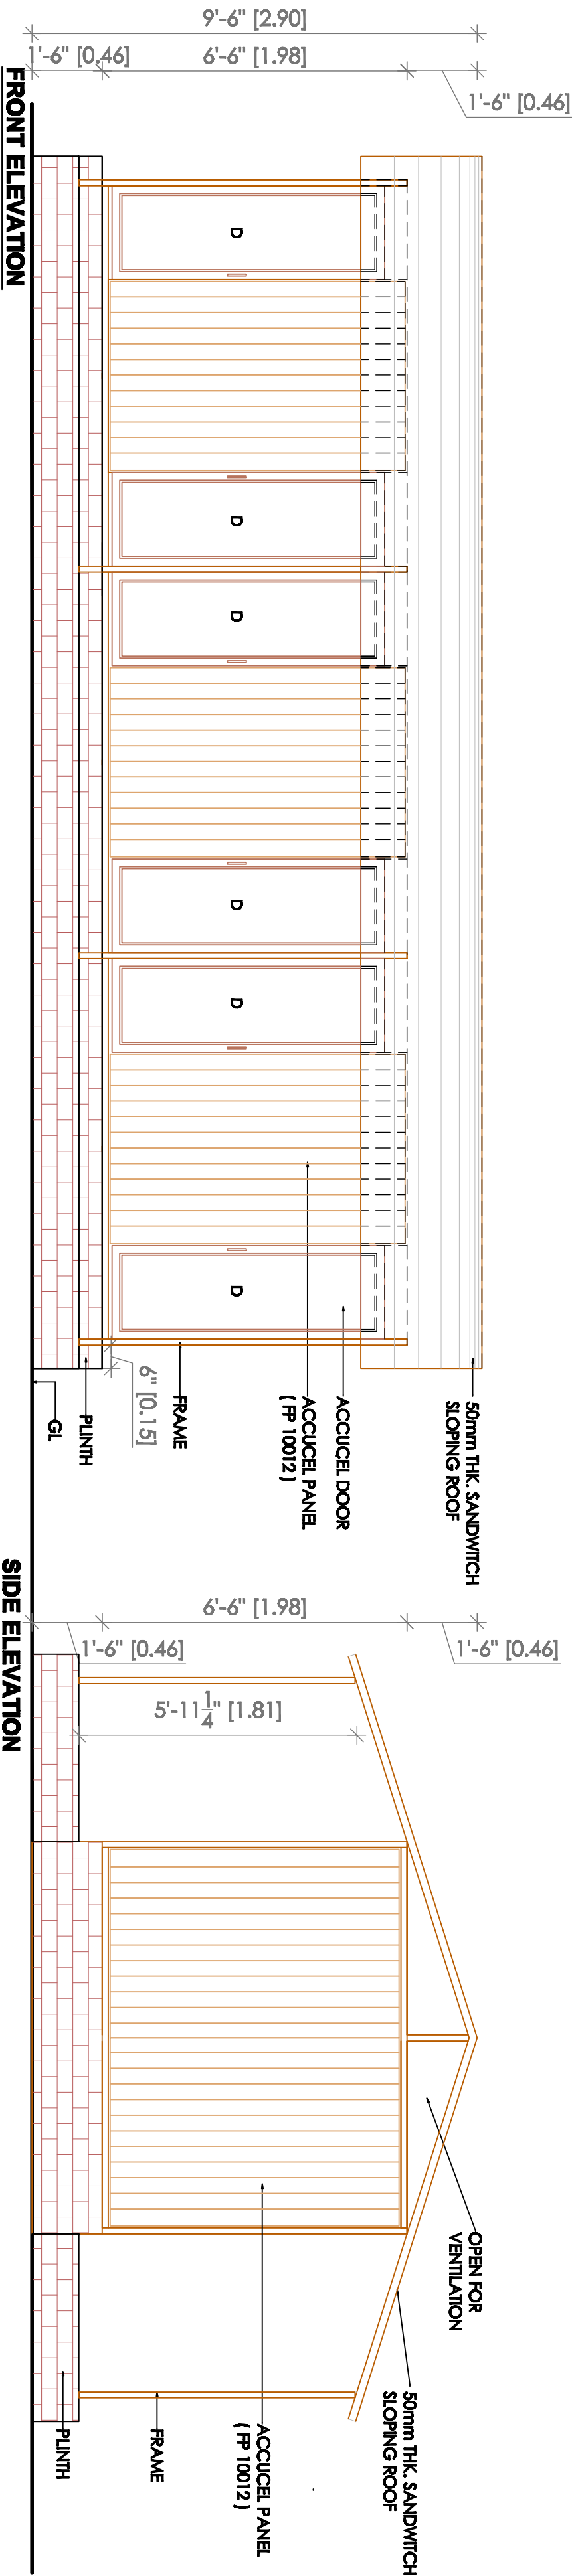 9'-6" [2.90]
1'-6" [0.46]
6'-6" [1.98]
1'-6" [0.46]
D
D
D
D
D
D
50mm THK. SANDWITCH
SLOPING ROOF
ACCUCEL DOOR
ACCUCEL PANEL
( FP 10012 )
FRAME
6" [0.15]
PLINTH
GL
FRONT ELEVATION
1'-6" [0.46]
6'-6" [1.98]
1'-6" [0.46]
5'-11 1/4" [1.81]
OPEN FOR
VENTILATION
50mm THK. SANDWITCH
SLOPING ROOF
ACCUCEL PANEL
( FP 10012 )
FRAME
PLINTH
SIDE ELEVATION